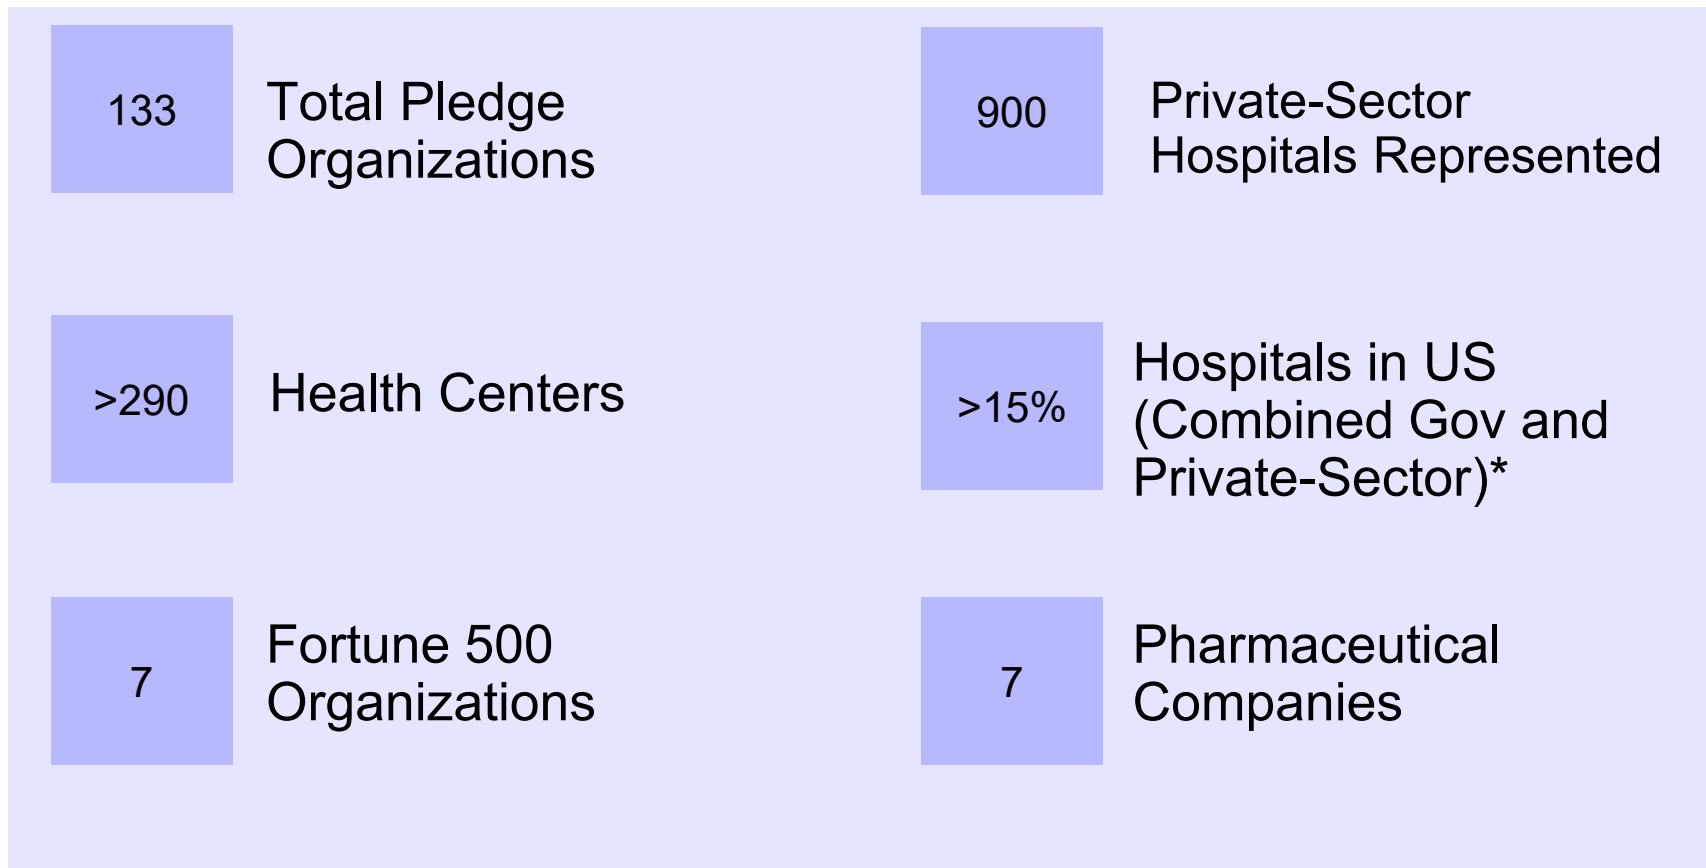 133
Total Pledge
Organizations
900
Private-Sector
Hospitals Represented
>290
Health Centers
>15%
Hospitals in US
(Combined Gov and
Private-Sector)*
7
Fortune 500
Organizations
7
Pharmaceutical
Companies